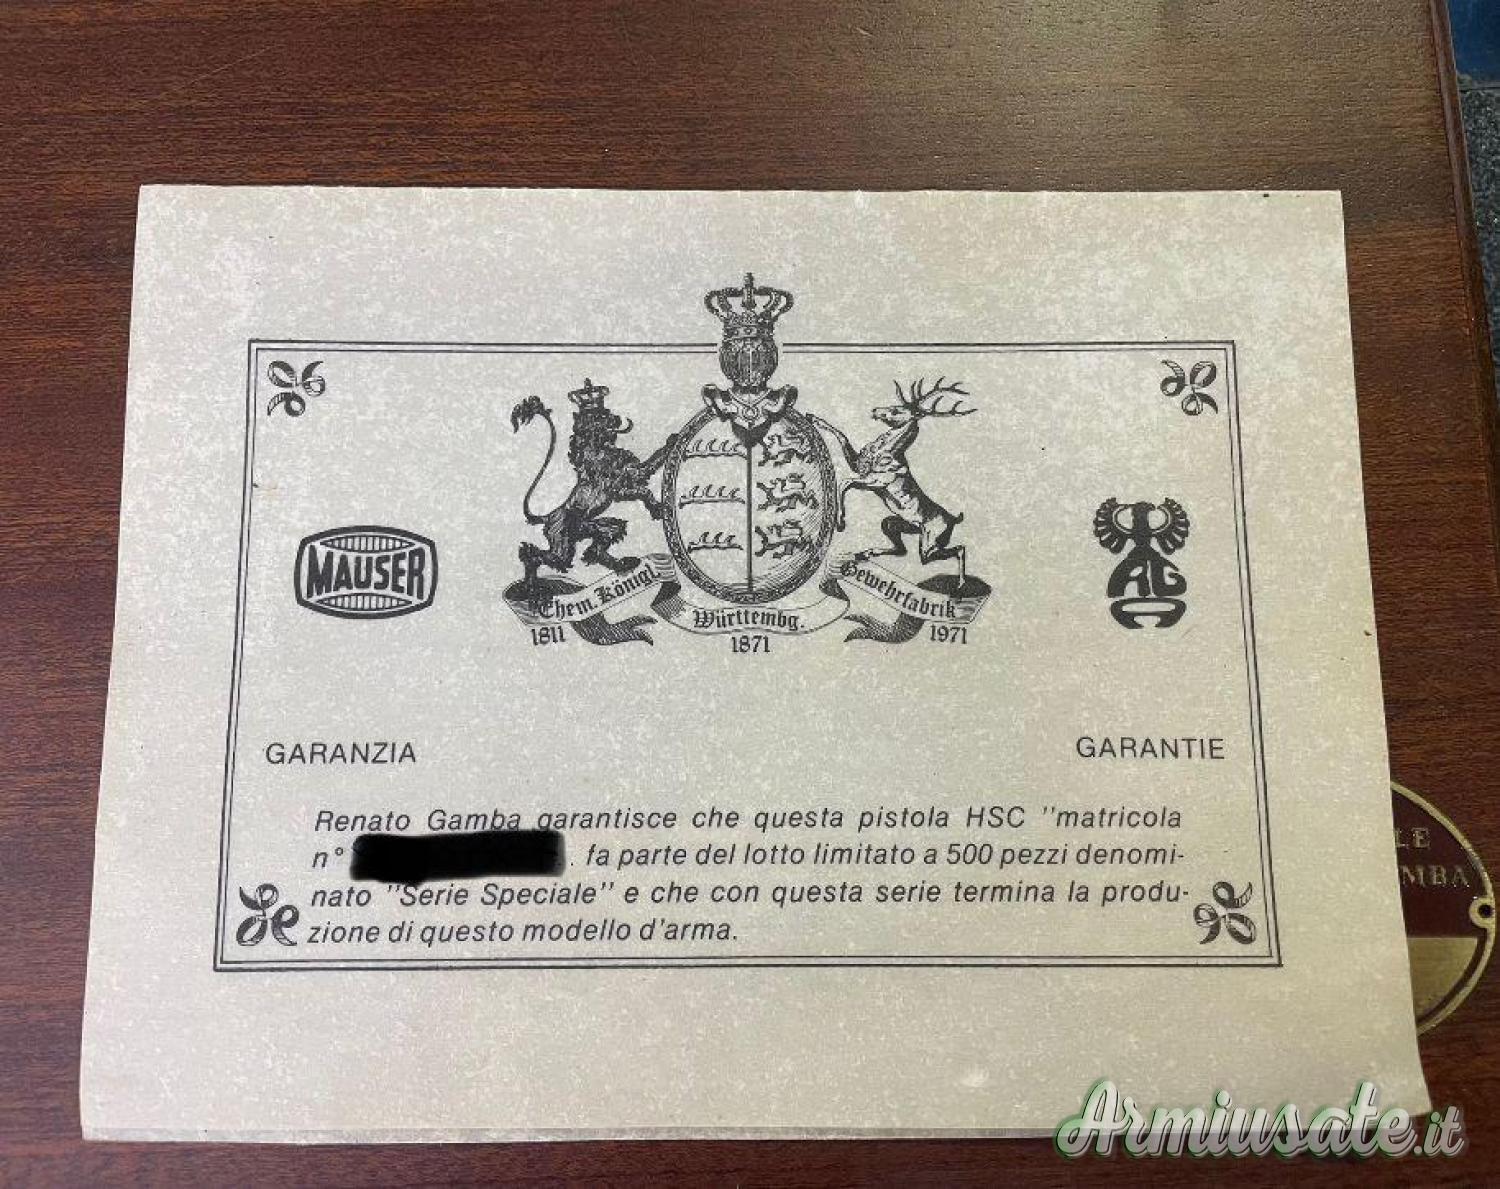 MAUSER
RG
Chem. Königl.
Württembg.
Gewehrfabrik
1811
1871
1971
GARANZIA
GARANTIE
Renato Gamba garantisce che questa pistola HSC "matricola
n° . fa parte del lotto limitato a 500 pezzi denomi-
nato "Serie Speciale" e che con questa serie termina la produ-
zione di questo modello d'arma.
Armiusate.it